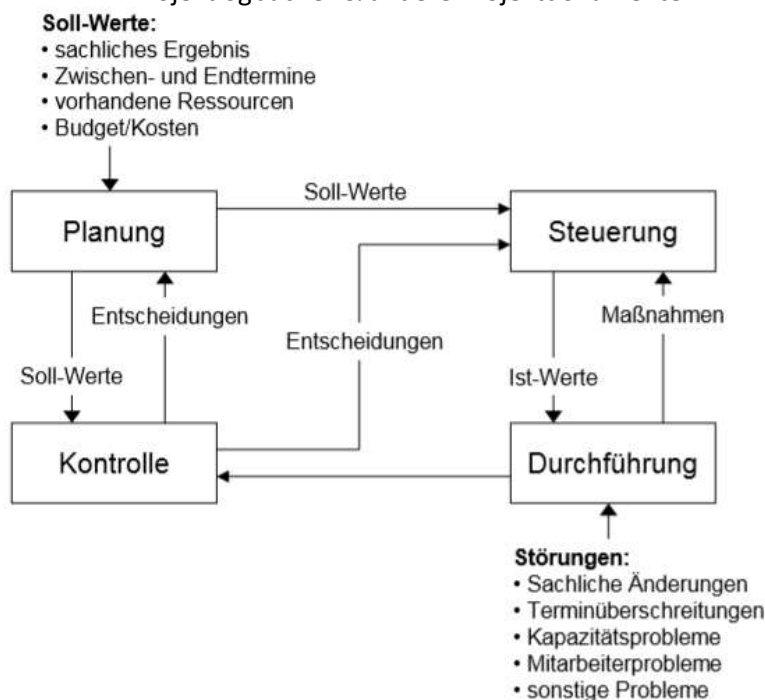 Soll-Werte:
• sachliches Ergebnis
• Zwischen- und Endtermine
• vorhandene Ressourcen
• Budget/Kosten
Soll-Werte
Planung
Steuerung
Entscheidungen
Maßnahmen
Entscheidungen
Soll-Werte
Ist-Werte
Kontrolle
Durchführung
Störungen:
• Sachliche Änderungen
• Terminüberschreitungen
• Kapazitätsprobleme
• Mitarbeiterprobleme
• sonstige Probleme